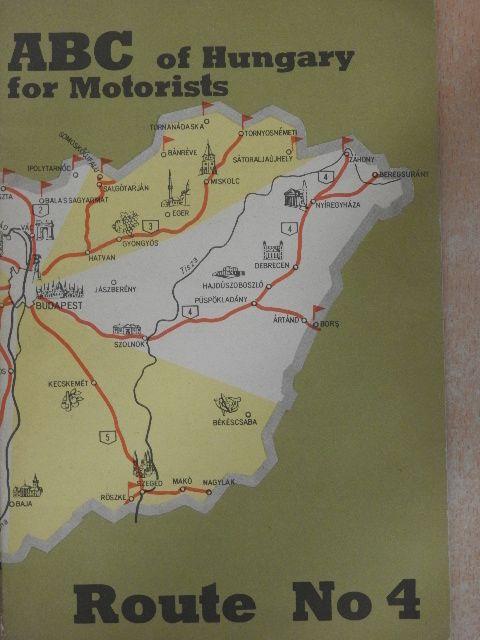 ABC of Hungary
for Motorists
TORNANÁDASKA
TORNYOSNÉMETI
SOMOSKŐÚJFALU
BÁNRÉVE
SÁTORALJAÚJHELY
ZÁHONY
IPOLYTARNÓC
BEREGSURÁNY
4
SALGÓTARJÁN
MISKOLC
BALASSAGYARMAT
2
NYÍREGYHÁZA
EGER
3
4
VÁC
GYÖNGYÖS
HATVAN
Tisza
DEBRECEN
HAJDÚSZOBOSZLÓ
JÁSZBERÉNY
PÜSPÖKLADÁNY
BUDAPEST
4
ÁRTÁND
BORŞ
SZOLNOK
KECSKEMÉT
BÉKÉSCSABA
5
SZEGED
MAKÓ
NAGYLAK
RÖSZKE
BAJA
Route No 4